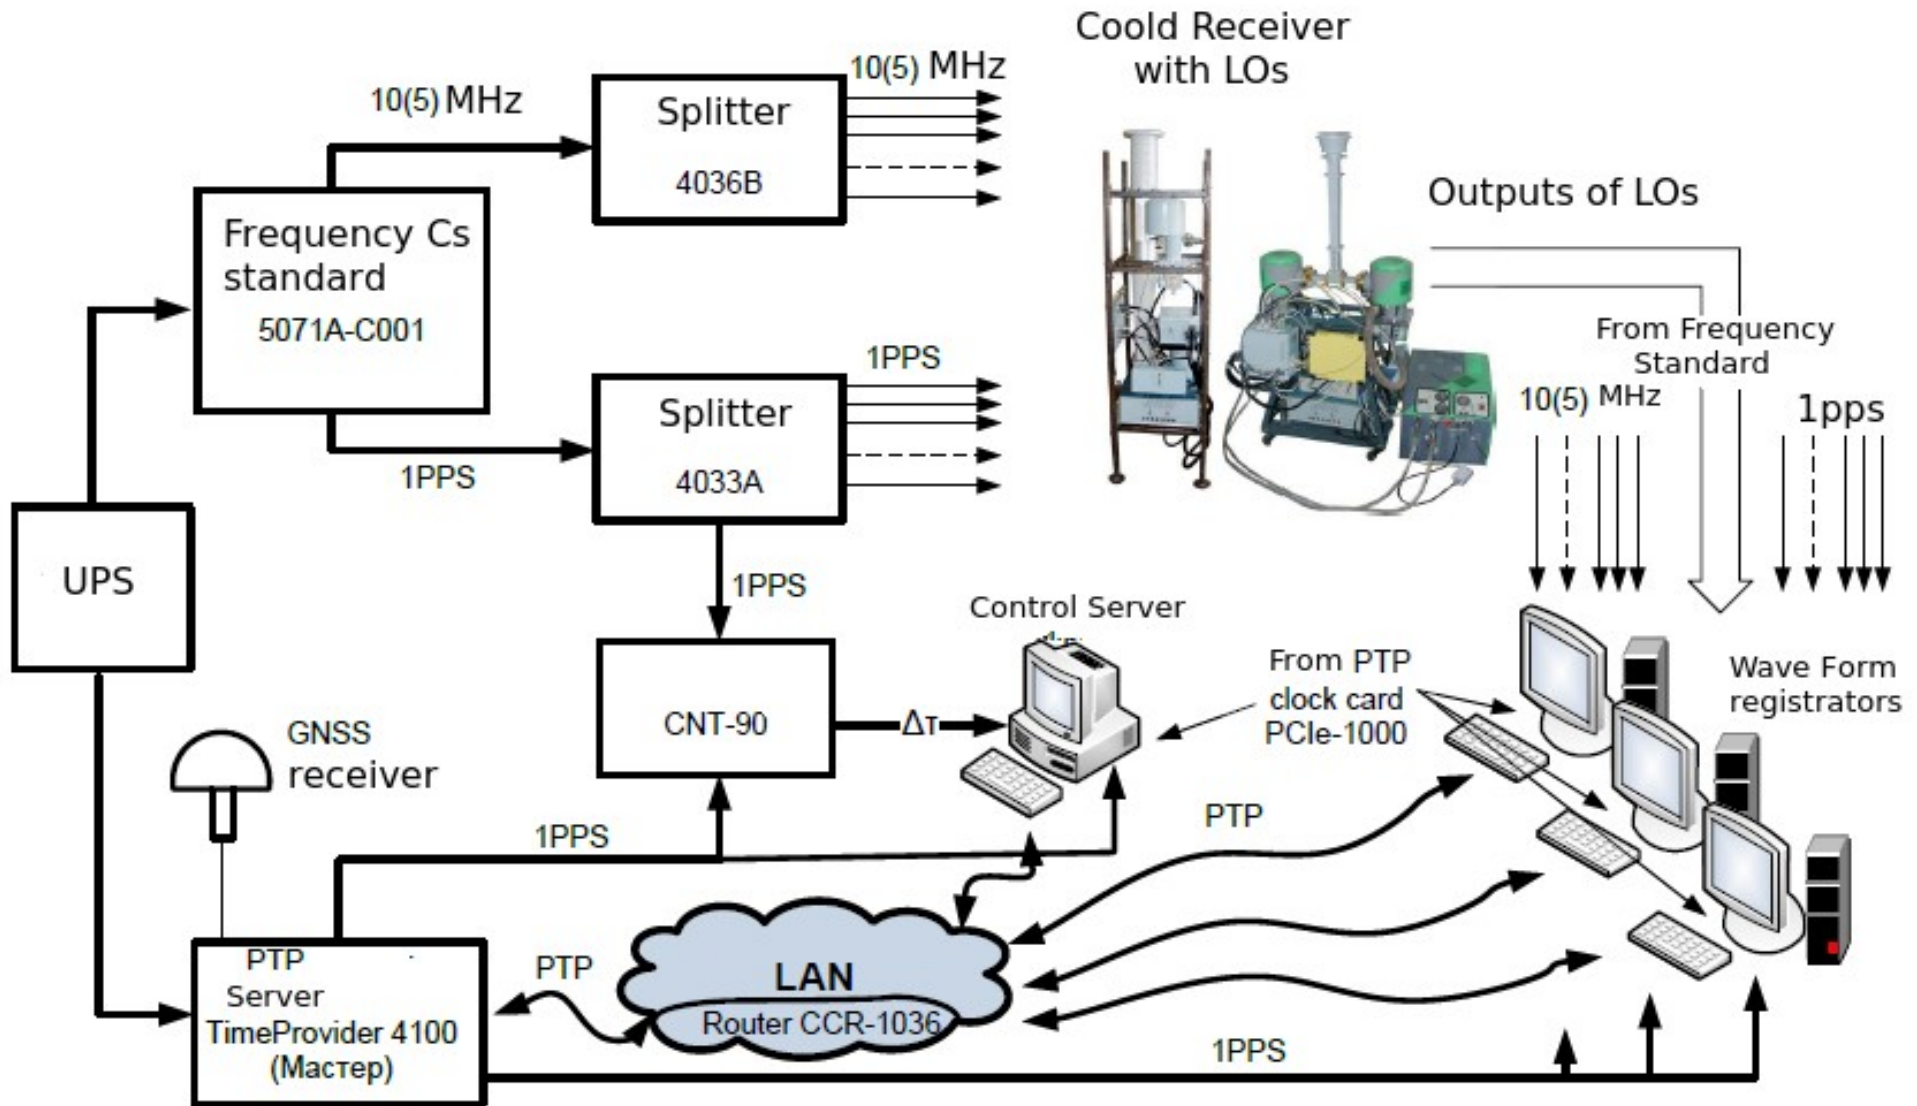 Coold Receiver
with LOs
10(5) MHz
10(5) MHz
Splitter
4036B
Outputs of LOs
Frequency Cs
standard
5071A-C001
From Frequency
Standard
10(5) MHz
1pps
1PPS
Splitter
4033A
1PPS
UPS
1PPS
Control Server
CNT-90
Δτ
From PTP
clock card
PCIe-1000
Wave Form
registrators
GNSS
receiver
1PPS
PTP
PTP
Server
TimeProvider 4100
(Мастер)
PTP
LAN
Router CCR-1036
1PPS